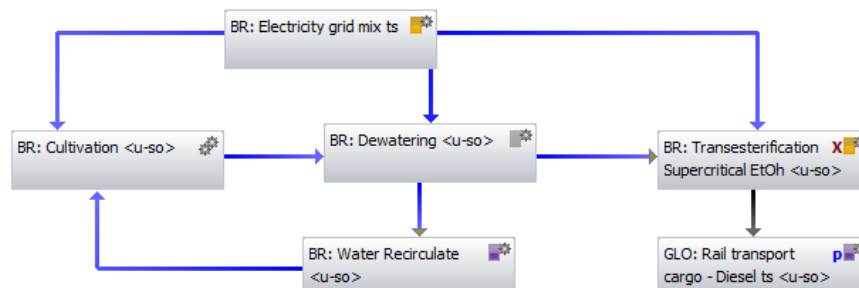 BR: Electricity grid mix ts
BR: Cultivation <u-so>
BR: Dewatering <u-so>
BR: Transesterification X
Supercritical EtOh <u-so>
BR: Water Recirculate
<u-so>
GLO: Rail transport p
cargo - Diesel ts <u-so>